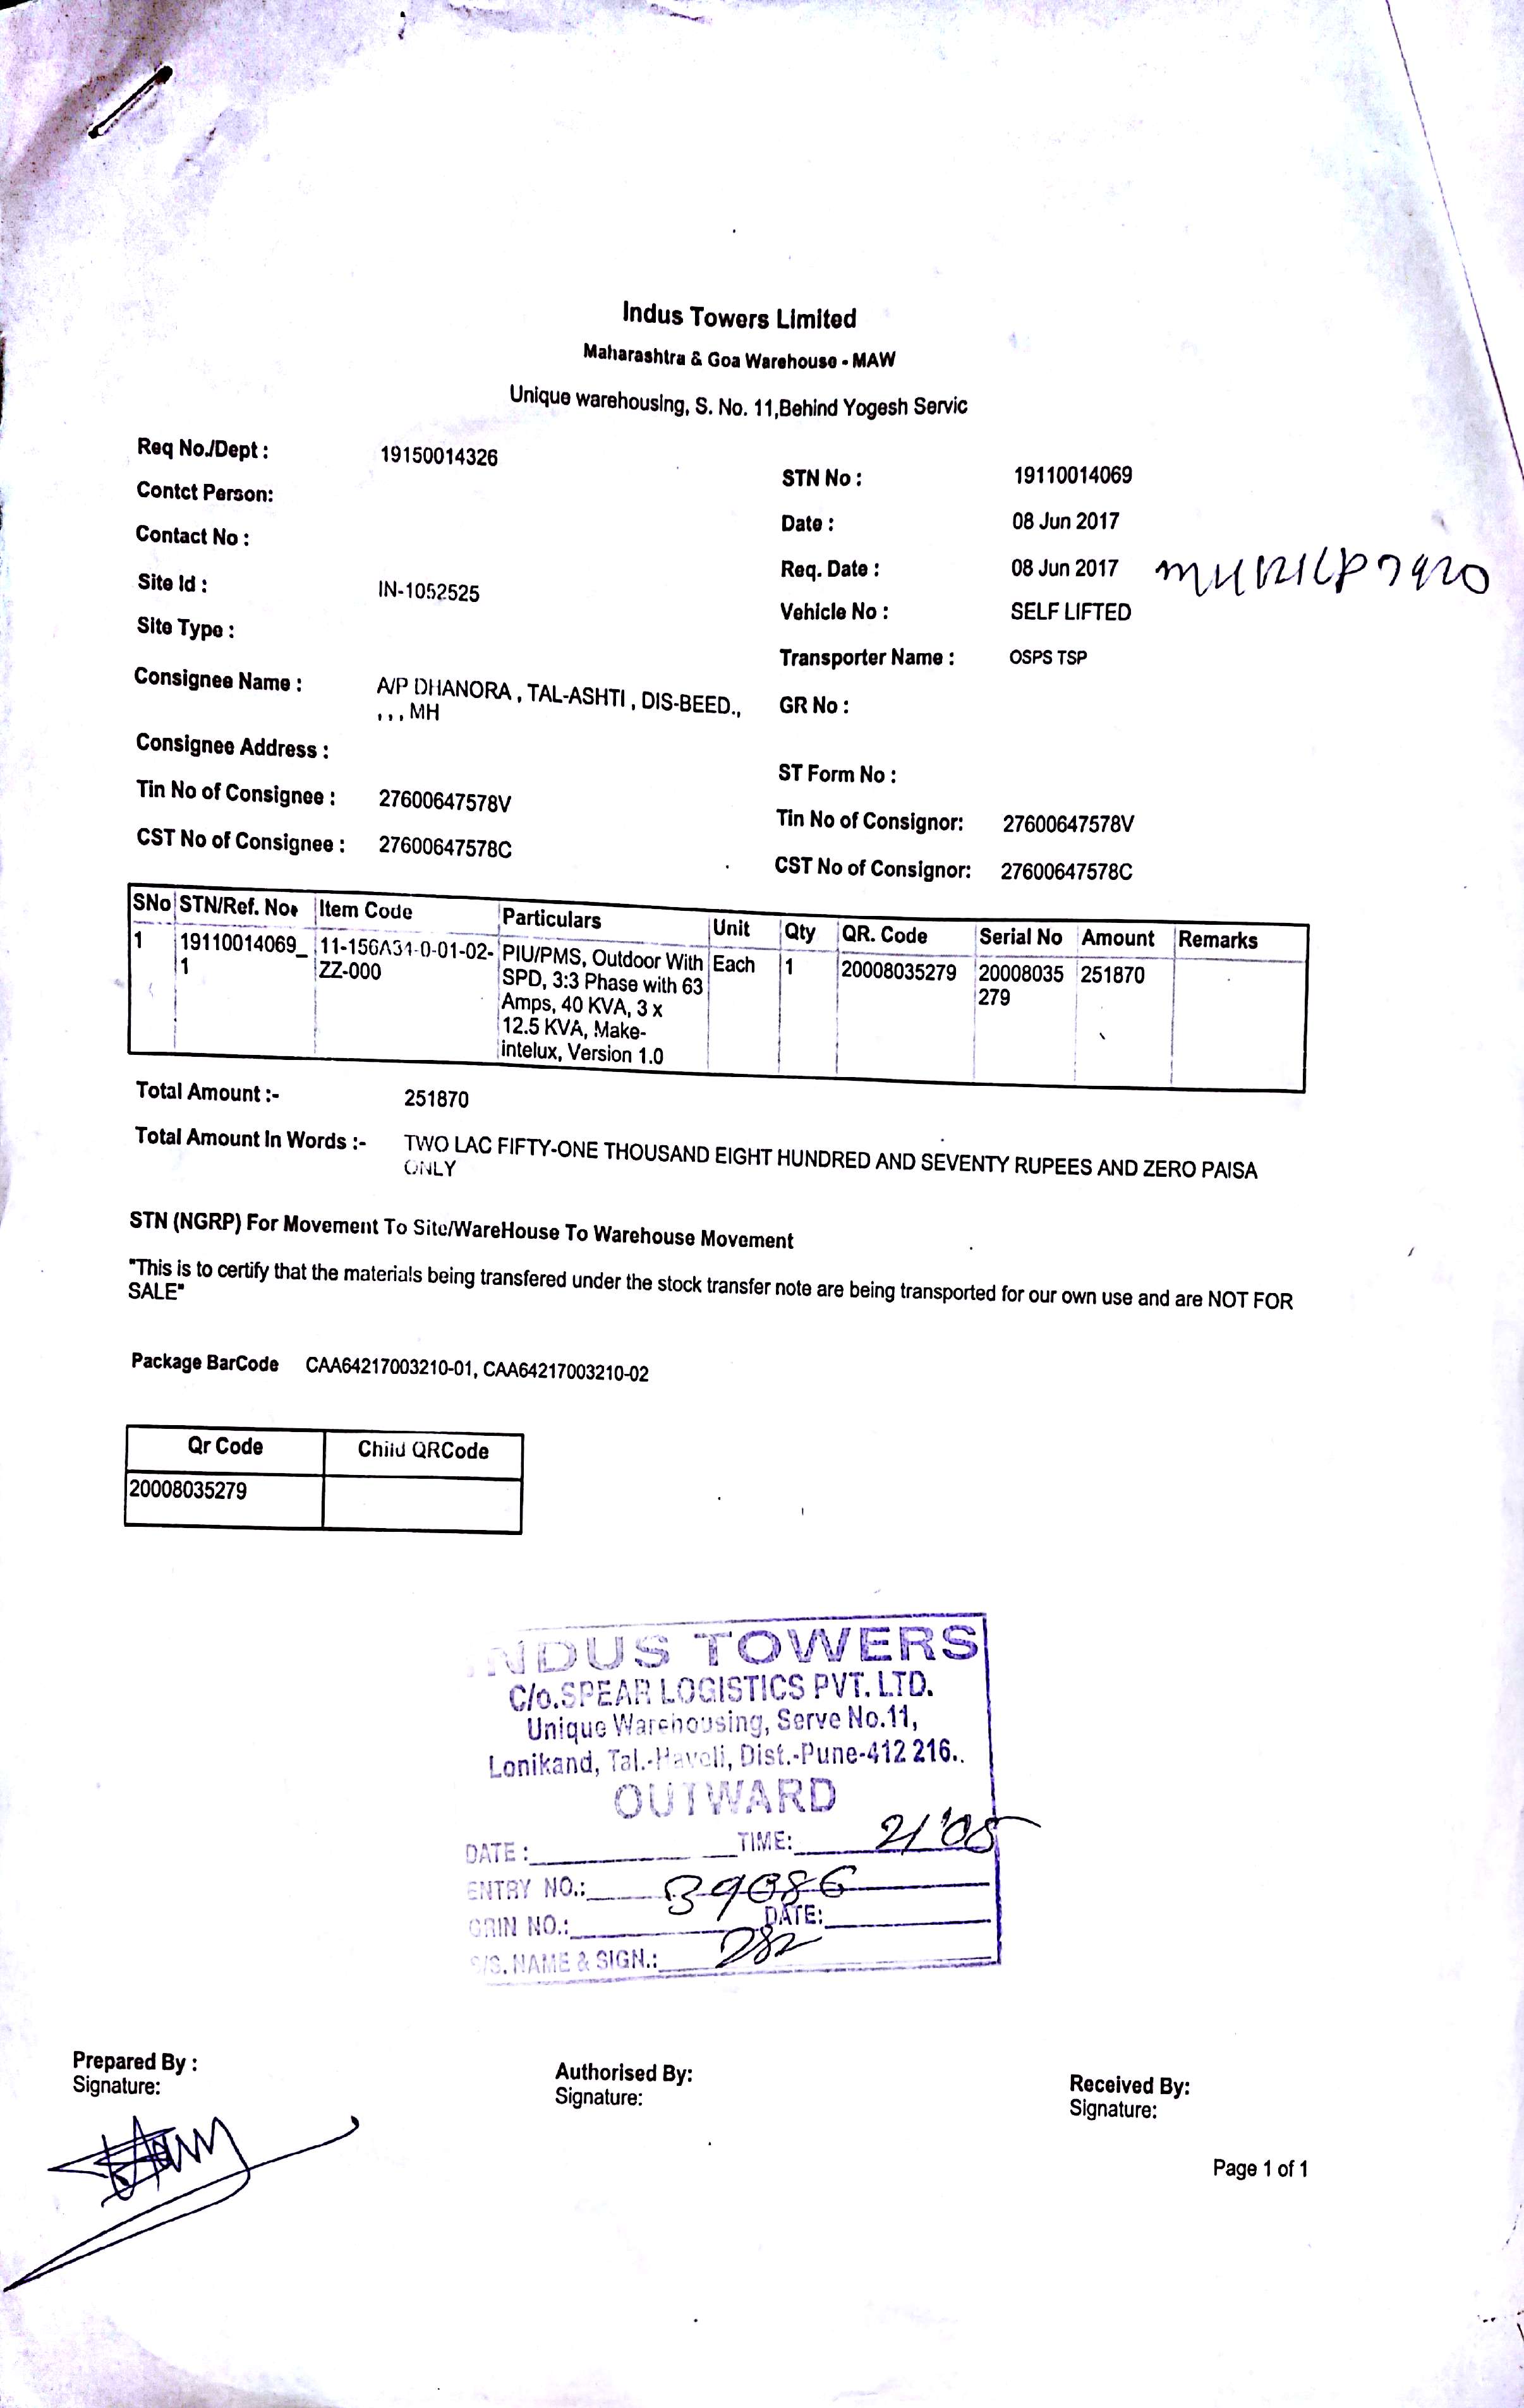 Indus Towers Limited
Maharashtra & Goa Warehouse - MAW
Unique warehousing, S. No. 11,Behind Yogesh Servic
Req No./Dept : 19150014326
STN No : 19110014069
Contct Person:
Date : 08 Jun 2017
Contact No :
Req. Date : 08 Jun 2017
Site Id : IN-1052525
Vehicle No : SELF LIFTED
Site Type :
Transporter Name : OSPS TSP
Consignee Name : A/P DHANORA , TAL-ASHTI , DIS-BEED.,
, , , MH
GR No :
Consignee Address :
ST Form No :
Tin No of Consignee : 27600647578V
Tin No of Consignor: 27600647578V
CST No of Consignee : 27600647578C
CST No of Consignor: 27600647578C
SNo STN/Ref. No. Item Code Particulars Unit Qty QR. Code Serial No Amount Remarks
1 19110014069_ 11-156A34-0-01-02- PIU/PMS, Outdoor With Each 1 20008035279 20008035 251870
1 ZZ-000 SPD, 3:3 Phase with 63 279
Amps, 40 KVA, 3 x
12.5 KVA, Make-
intelux, Version 1.0
Total Amount :- 251870
Total Amount In Words :- TWO LAC FIFTY-ONE THOUSAND EIGHT HUNDRED AND SEVENTY RUPEES AND ZERO PAISA
ONLY
STN (NGRP) For Movement To Site/WareHouse To Warehouse Movement
"This is to certify that the materials being transfered under the stock transfer note are being transported for our own use and are NOT FOR
SALE"
Package BarCode CAA64217003210-01, CAA64217003210-02
Qr Code Child QRCode
20008035279
INDUS TOWERS
C/o.SPEAR LOGISTICS PVT. LTD.
Unique Warehousing, Serve No.11,
Lonikand, Tal.-Haveli, Dist.-Pune-412 216..
OUTWARD
DATE : TIME: 21'05
ENTRY NO.: 39086
GRIN NO.: DATE:
NAME & SIGN.:
Prepared By :
Signature:
Authorised By:
Signature:
Received By:
Signature:
Page 1 of 1